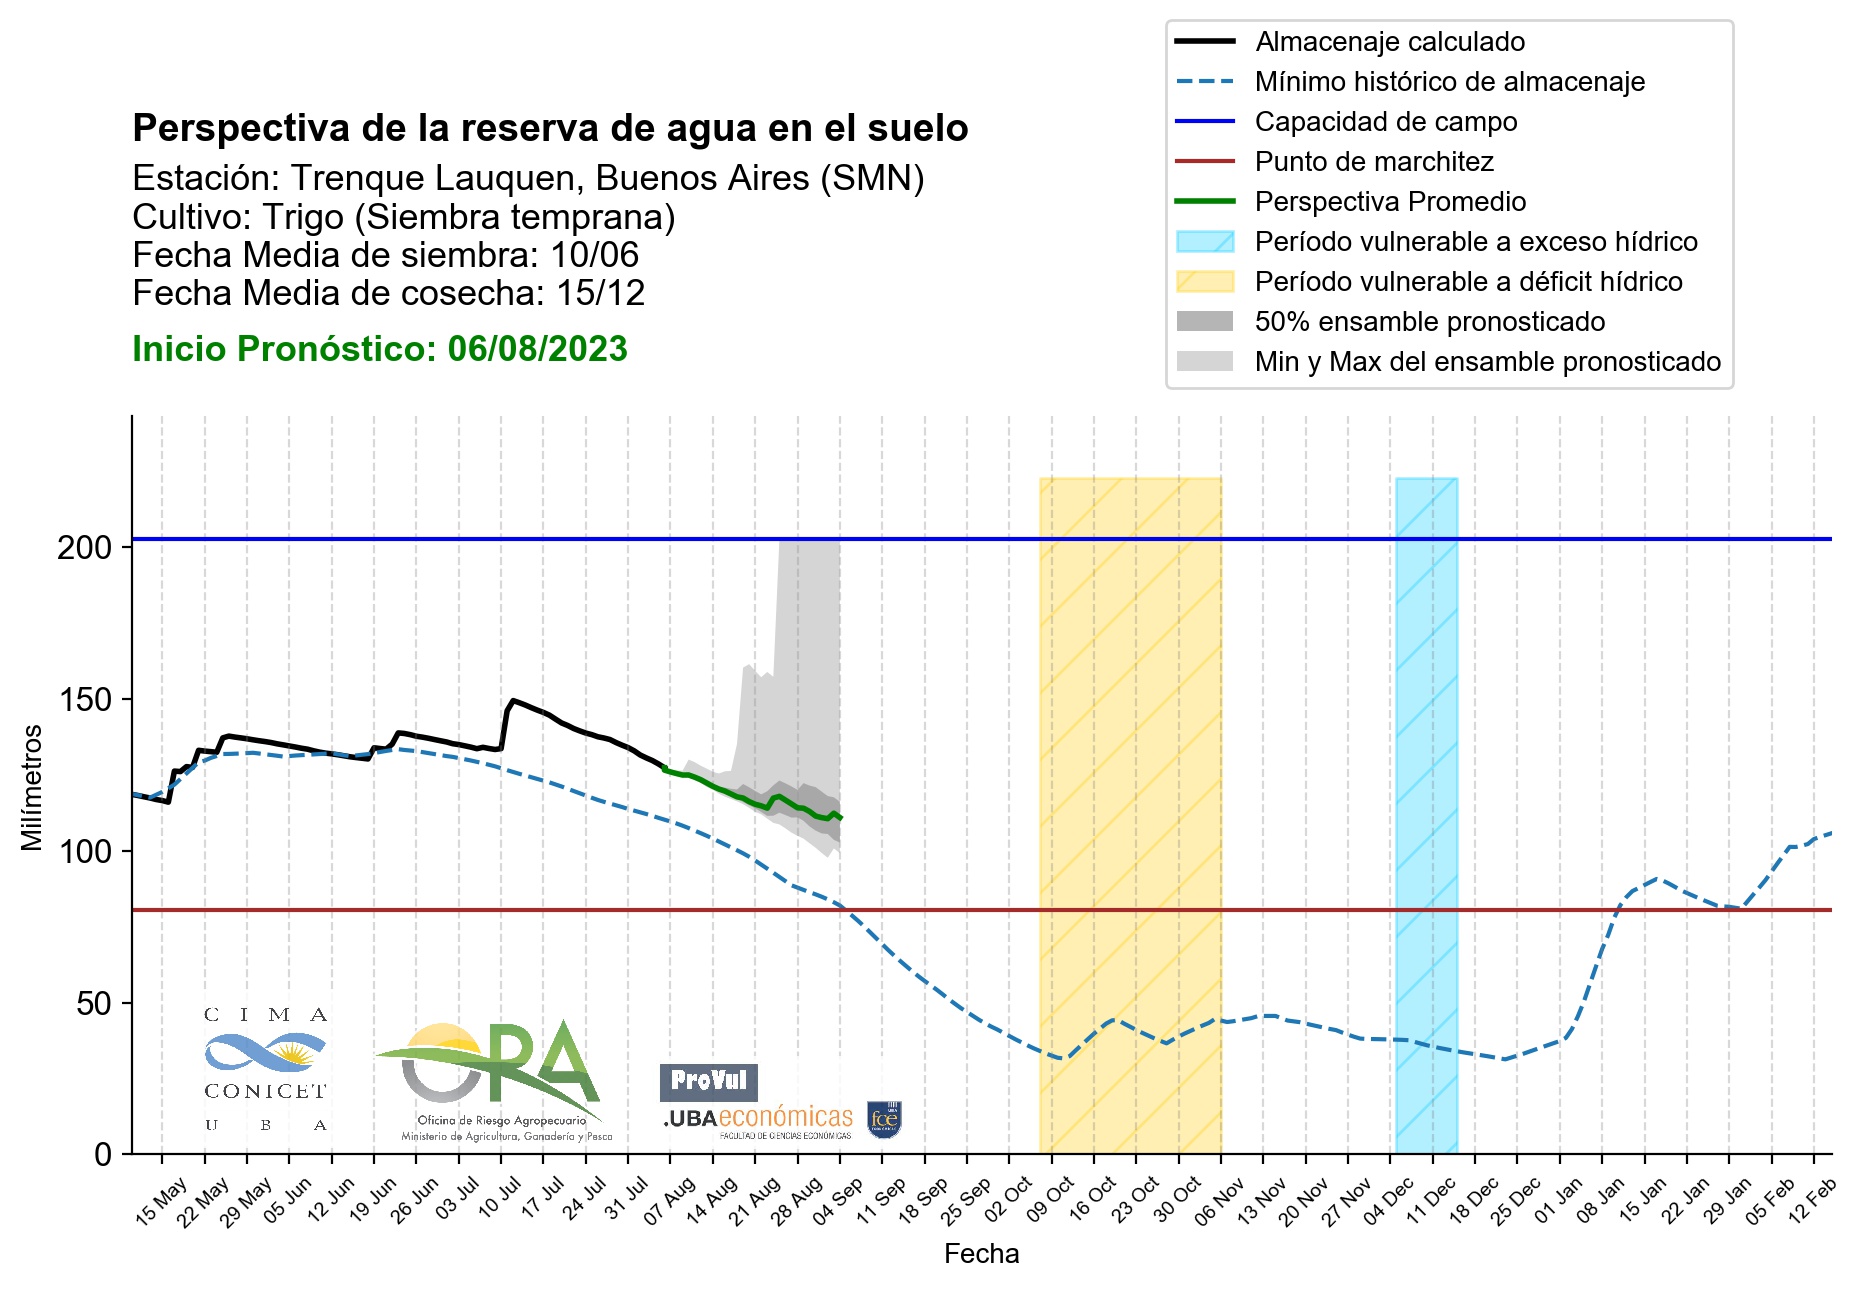 Almacenaje calculado
Mínimo histórico de almacenaje
Capacidad de campo
Punto de marchitez
Perspectiva Promedio
Período vulnerable a exceso hídrico
Período vulnerable a déficit hídrico
50% ensamble pronosticado
Min y Max del ensamble pronosticado
Perspectiva de la reserva de agua en el suelo
Estación: Trenque Lauquen, Buenos Aires (SMN)
Cultivo: Trigo (Siembra temprana)
Fecha Media de siembra: 10/06
Fecha Media de cosecha: 15/12
Inicio Pronóstico: 06/08/2023
Milímetros
200
150
100
50
0
CIMA
CONICET
UBA
ORA
Oficina de Riesgo Agropecuario
Ministerio de Agricultura, Ganadería y Pesca
ProVul
.UBAeconómicas
FACULTAD DE CIENCIAS ECONÓMICAS
UBA
fce
ECONÓMICAS
15 May 22 May 29 May 05 Jun 12 Jun 19 Jun 26 Jun 03 Jul 10 Jul 17 Jul 24 Jul 31 Jul 07 Aug 14 Aug 21 Aug 28 Aug 04 Sep 11 Sep 18 Sep 25 Sep 02 Oct 09 Oct 16 Oct 23 Oct 30 Oct 06 Nov 13 Nov 20 Nov 27 Nov 04 Dec 11 Dec 18 Dec 25 Dec 01 Jan 08 Jan 15 Jan 22 Jan 29 Jan 05 Feb 12 Feb
Fecha